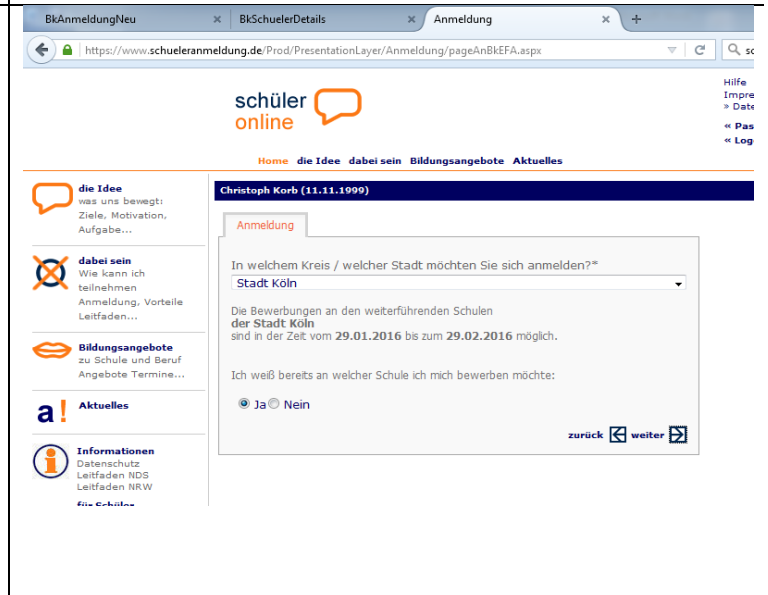 BkAnmeldungNeu × BkSchuelerDetails × Anmeldung × +
https://www.schueleranmeldung.de/Prod/PresentationLayer/Anmeldung/pageAnBkEFA.aspx
schüler
online
Hilfe
Impre
» Date
« Pas
« Log
Home die Idee dabei sein Bildungsangebote Aktuelles
die Idee
was uns bewegt:
Ziele, Motivation,
Aufgabe...
dabei sein
Wie kann ich
teilnehmen
Anmeldung, Vorteile
Leitfaden...
Bildungsangebote
zu Schule und Beruf
Angebote Termine...
a! Aktuelles
Informationen
Datenschutz
Leitfaden NDS
Leitfaden NRW
für Schüler
Christoph Korb (11.11.1999)
Anmeldung
In welchem Kreis / welcher Stadt möchten Sie sich anmelden?*
Stadt Köln
Die Bewerbungen an den weiterführenden Schulen
der Stadt Köln
sind in der Zeit vom 29.01.2016 bis zum 29.02.2016 möglich.
Ich weiß bereits an welcher Schule ich mich bewerben möchte:
Ja Nein
zurück weiter